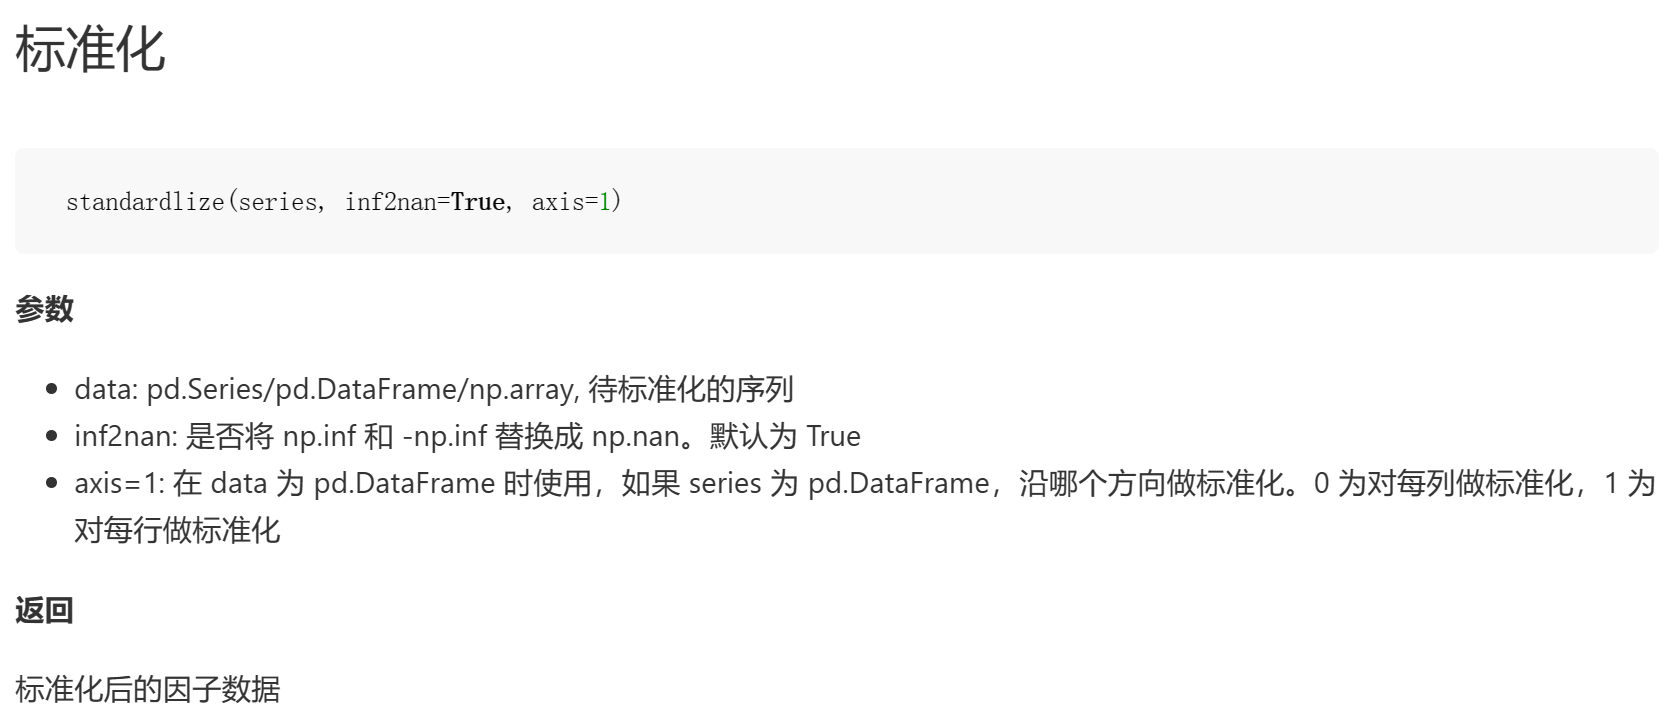 标准化
standardlize(series, inf2nan=True, axis=1)
参数
data: pd.Series/pd.DataFrame/np.array, 待标准化的序列
inf2nan: 是否将 np.inf 和 -np.inf 替换成 np.nan。默认为 True
axis=1: 在 data 为 pd.DataFrame 时使用，如果 series 为 pd.DataFrame，沿哪个方向做标准化。0 为对每列做标准化，1 为
对每行做标准化
返回
标准化后的因子数据